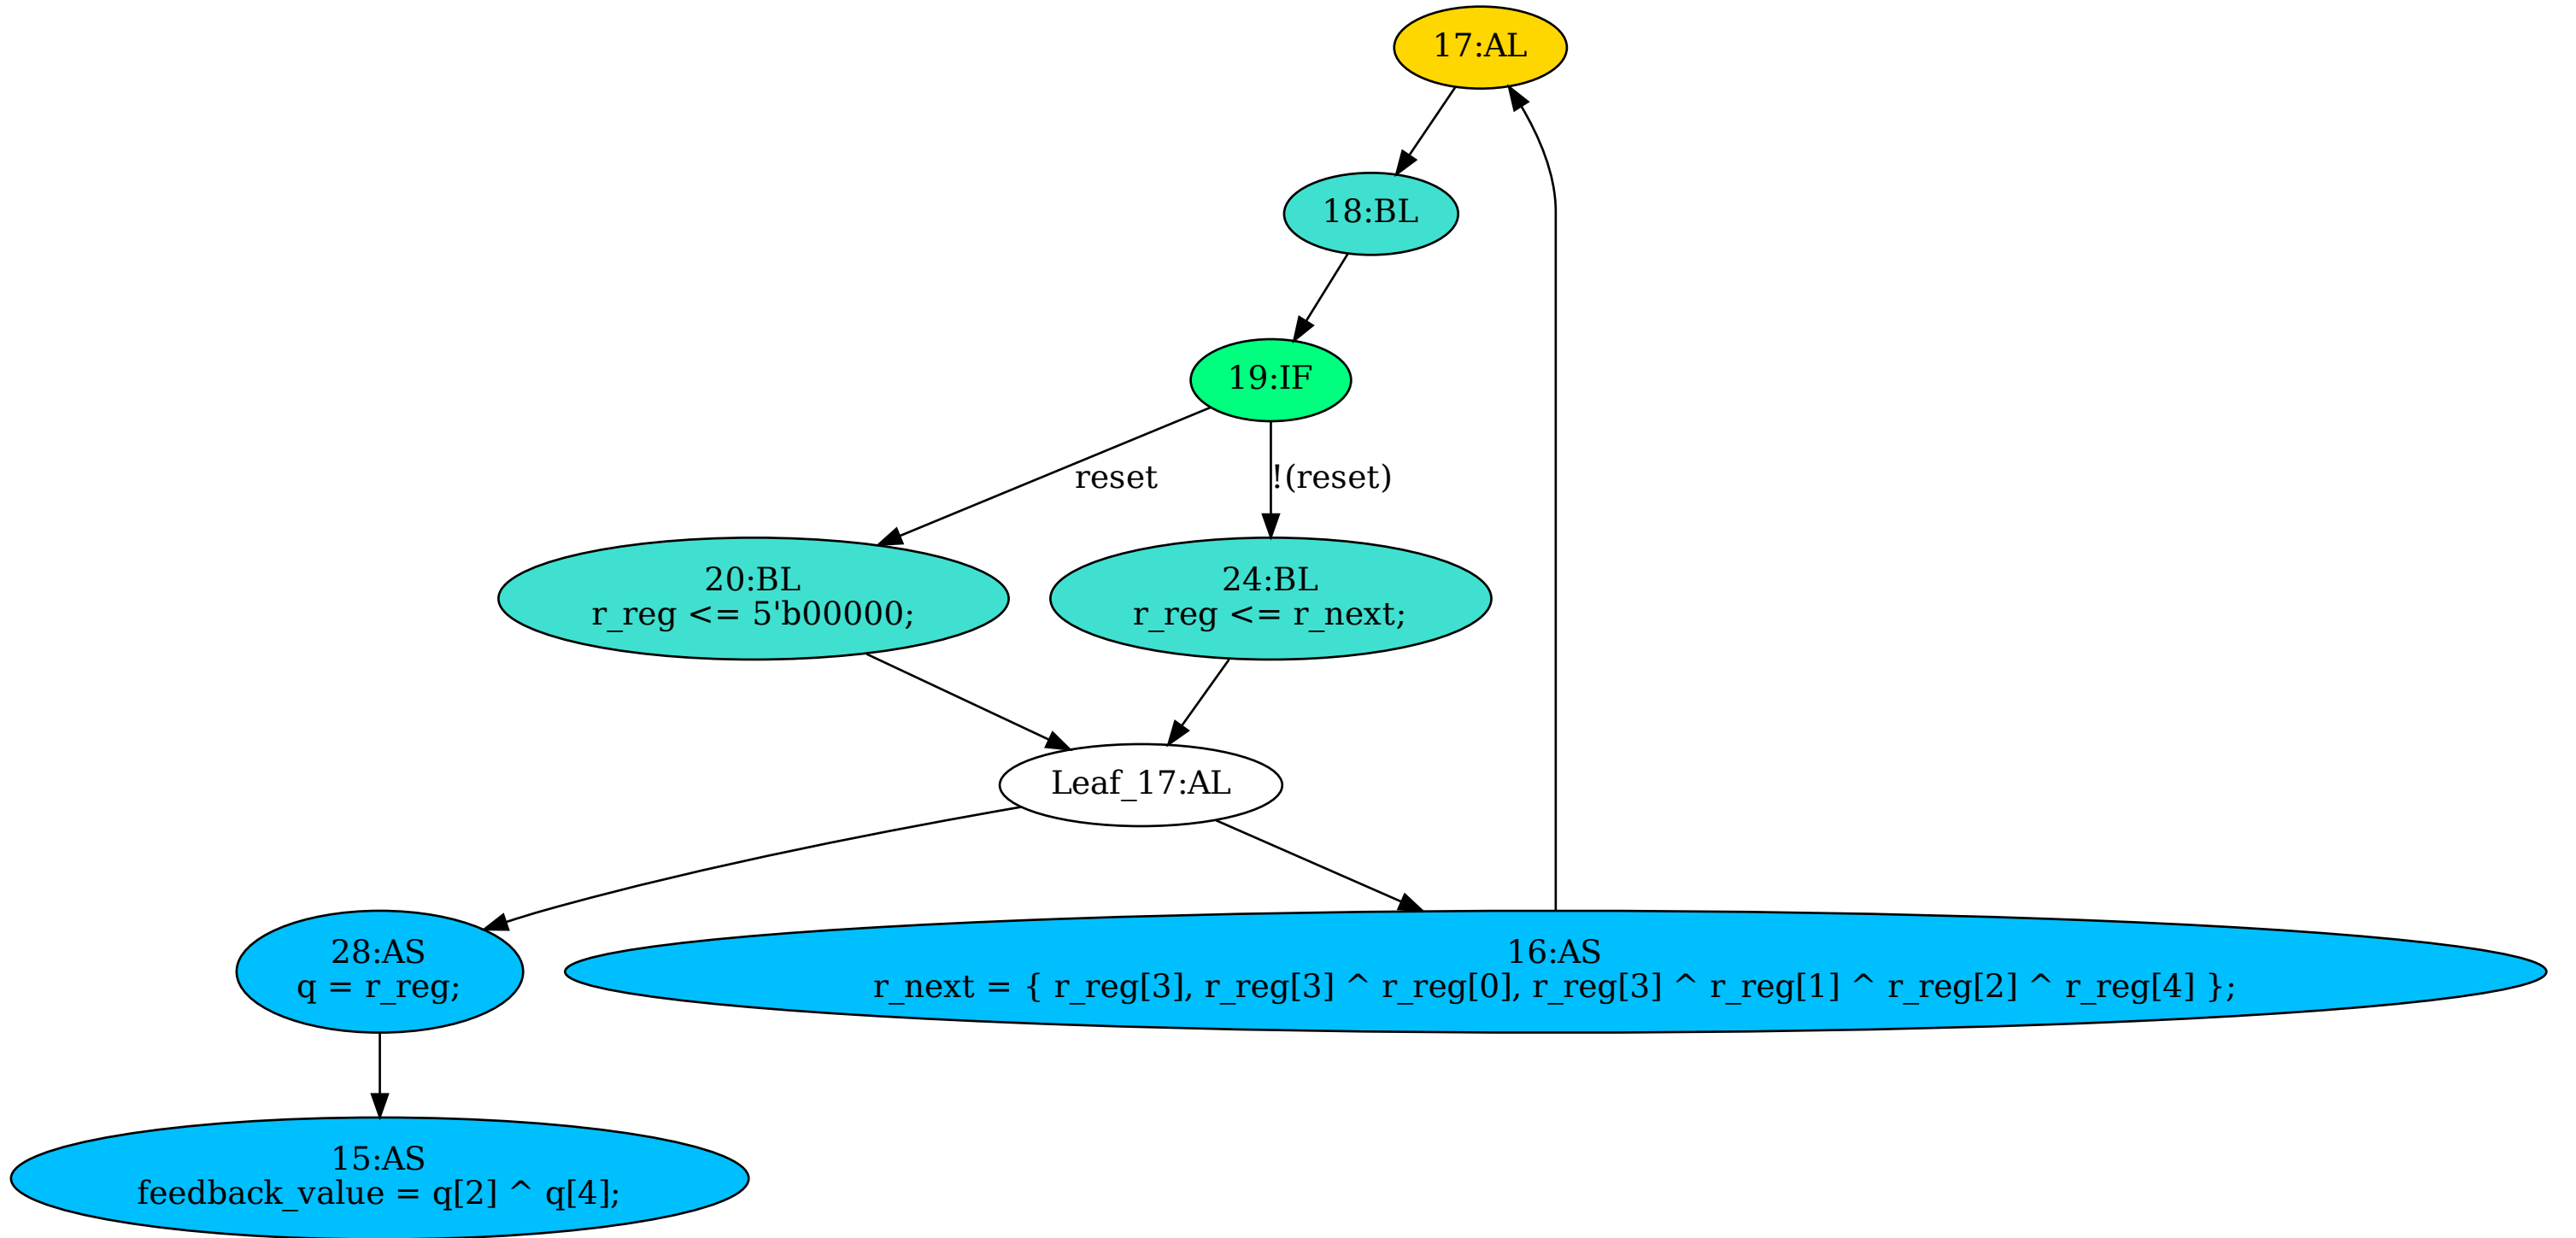 17:AL
18:BL
19:IF
reset
!(reset)
20:BL
r_reg <= 5'b00000;
24:BL
r_reg <= r_next;
Leaf_17:AL
28:AS
q = r_reg;
16:AS
r_next = { r_reg[3], r_reg[3] ^ r_reg[0], r_reg[3] ^ r_reg[1] ^ r_reg[2] ^ r_reg[4] };
15:AS
feedback_value = q[2] ^ q[4];